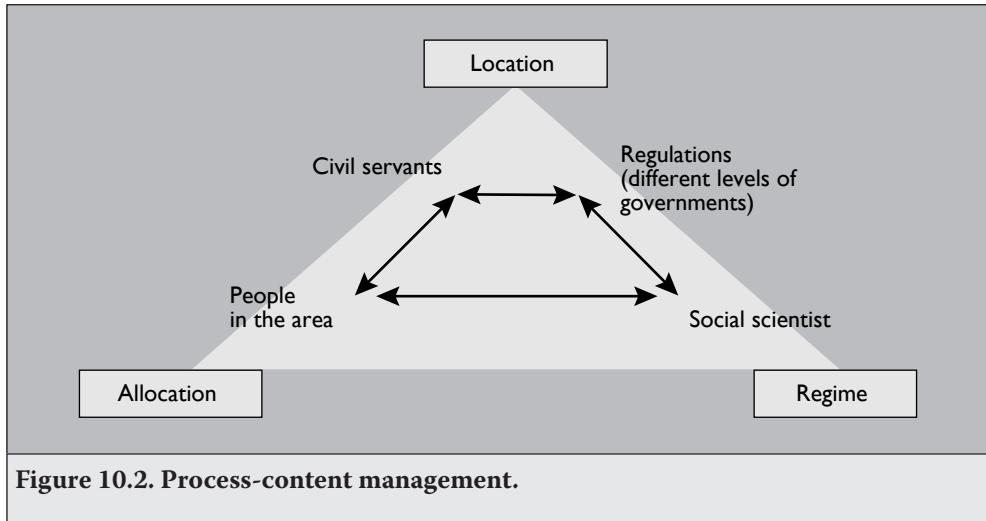 Location
Civil servants
Regulations
(different levels of
governments)
People
in the area
Social scientist
Allocation
Regime
Figure 10.2. Process-content management.